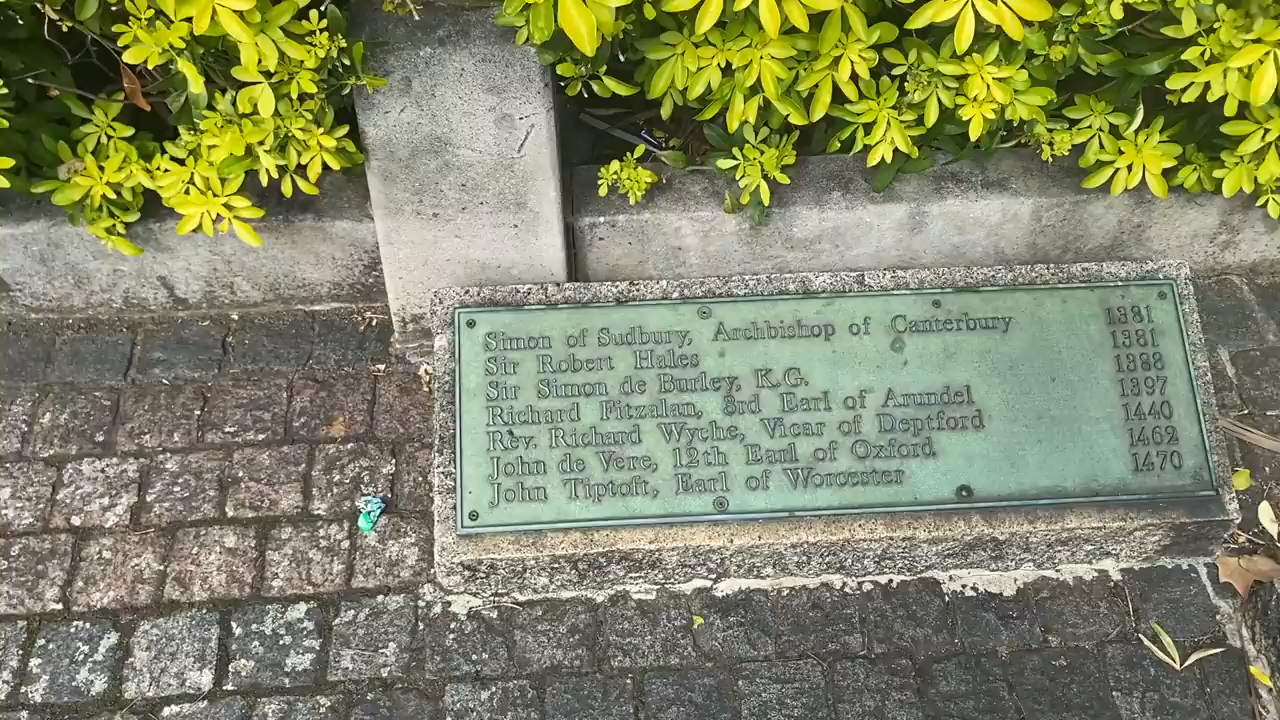 Simon of Sudbury, Archbishop of Canterbury 1381
Sir Robert Hales 1381
Sir Simon de Burley, K.G. 1388
Richard Fitzalan, 3rd Earl of Arundel 1397
Rev. Richard Wyche, Vicar of Deptford 1440
John de Vere, 12th Earl of Oxford 1462
John Tiptoft, Earl of Worcester 1470